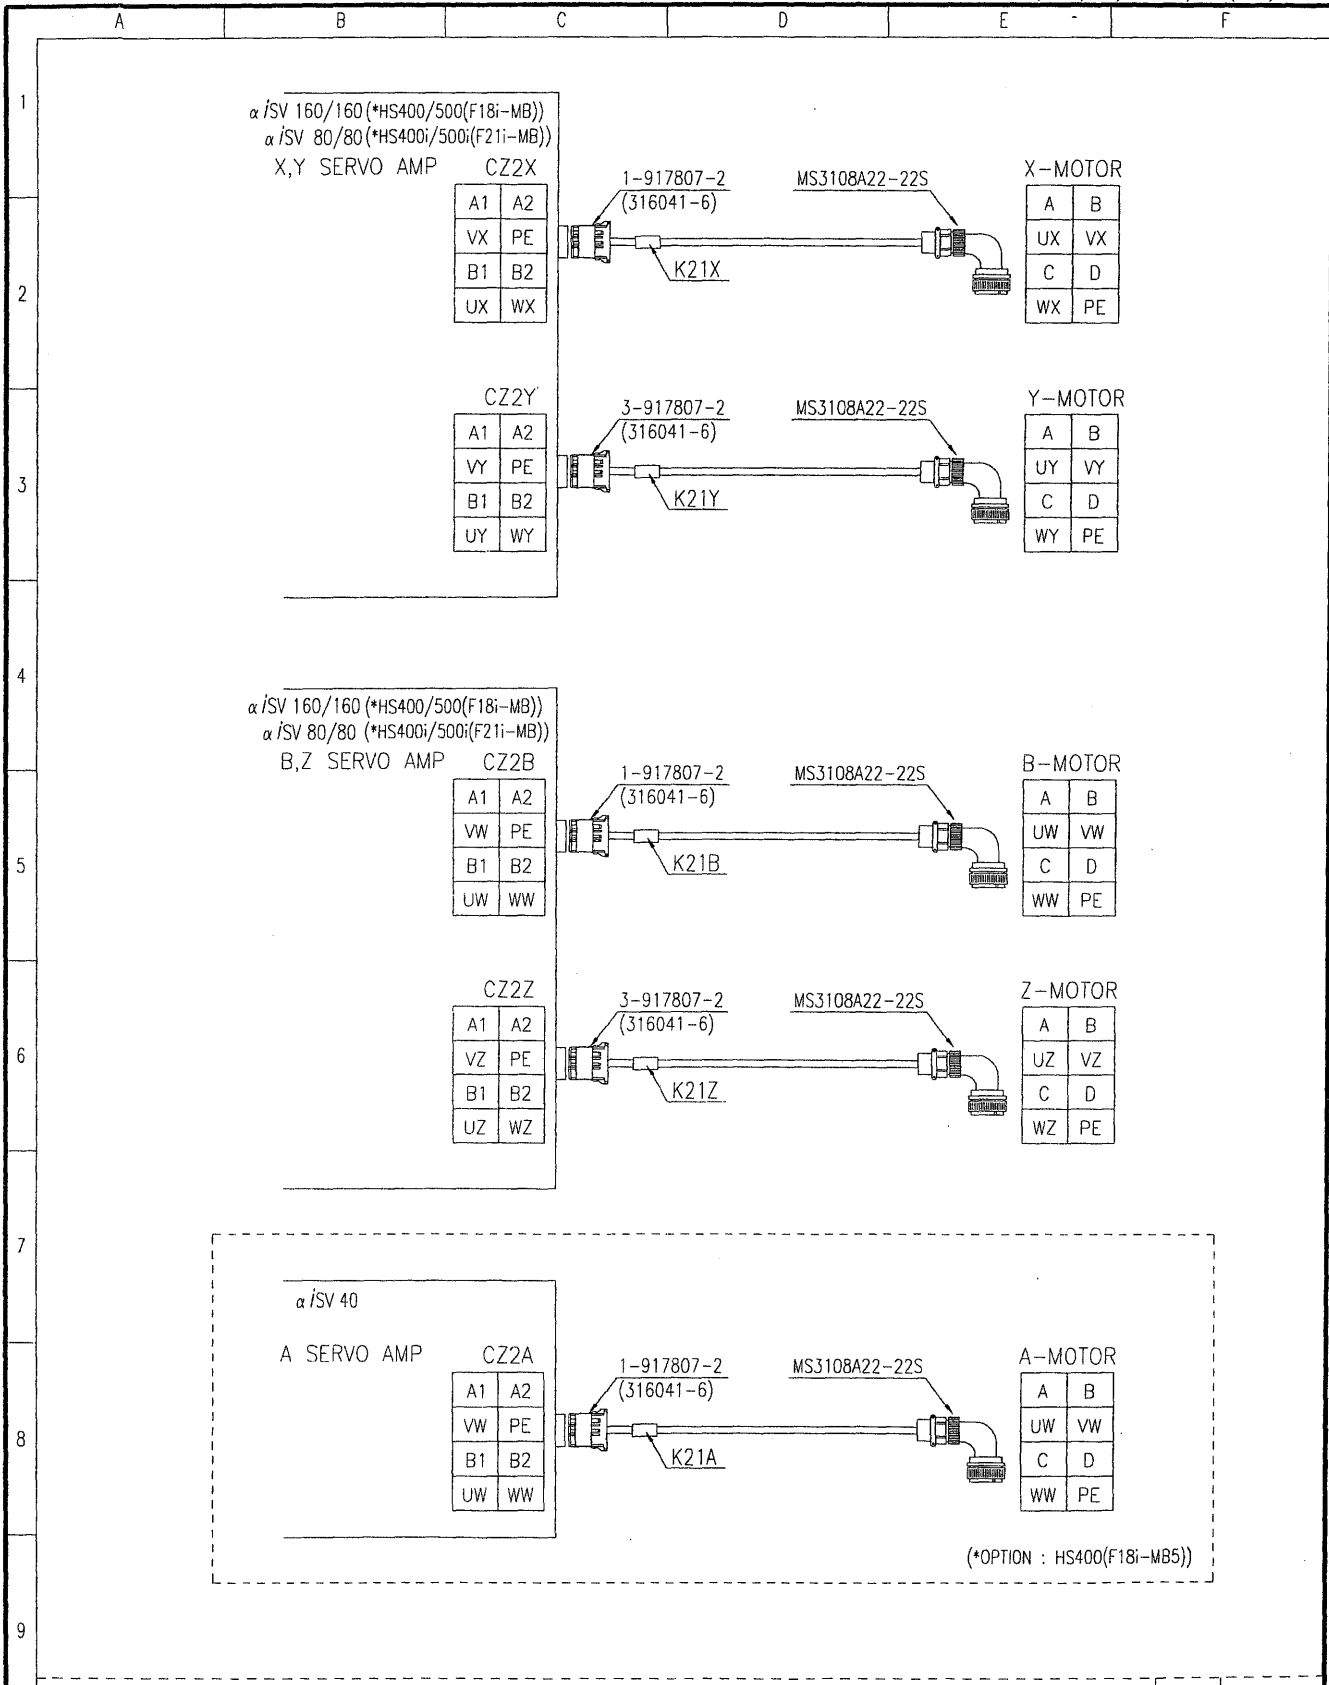 A B C D E - F
1
α iSV 160/160(*HS400/500(F18i-MB))
α iSV 80/80(*HS400i/500i(F21i-MB))
X,Y SERVO AMP CZ2X
1-917807-2 MS3108A22-22S X-MOTOR
(316041-6)
A1 A2 A B
VX PE UX VX
K21X
B1 B2 C D
2
UX WX WX PE
CZ2Y
3-917807-2 MS3108A22-22S Y-MOTOR
(316041-6)
A1 A2 A B
VY PE UY VY
3
K21Y
B1 B2 C D
UY WY WY PE
4
α iSV 160/160 (*HS400/500(F18i-MB))
α iSV 80/80 (*HS400i/500i(F21i-MB))
B,Z SERVO AMP CZ2B
1-917807-2 MS3108A22-22S B-MOTOR
(316041-6)
A1 A2 A B
VW PE UW VW
5
K21B
B1 B2 C D
UW WW WW PE
CZ2Z
3-917807-2 MS3108A22-22S Z-MOTOR
(316041-6)
A1 A2 A B
6
VZ PE UZ VZ
K21Z
B1 B2 C D
UZ WZ WZ PE
7
α iSV 40
A SERVO AMP CZ2A
1-917807-2 MS3108A22-22S A-MOTOR
(316041-6)
A1 A2 A B
VW PE UW VW
8
K21A
B1 B2 C D
UW WW WW PE
(*OPTION : HS400(F18i-MB5))
9